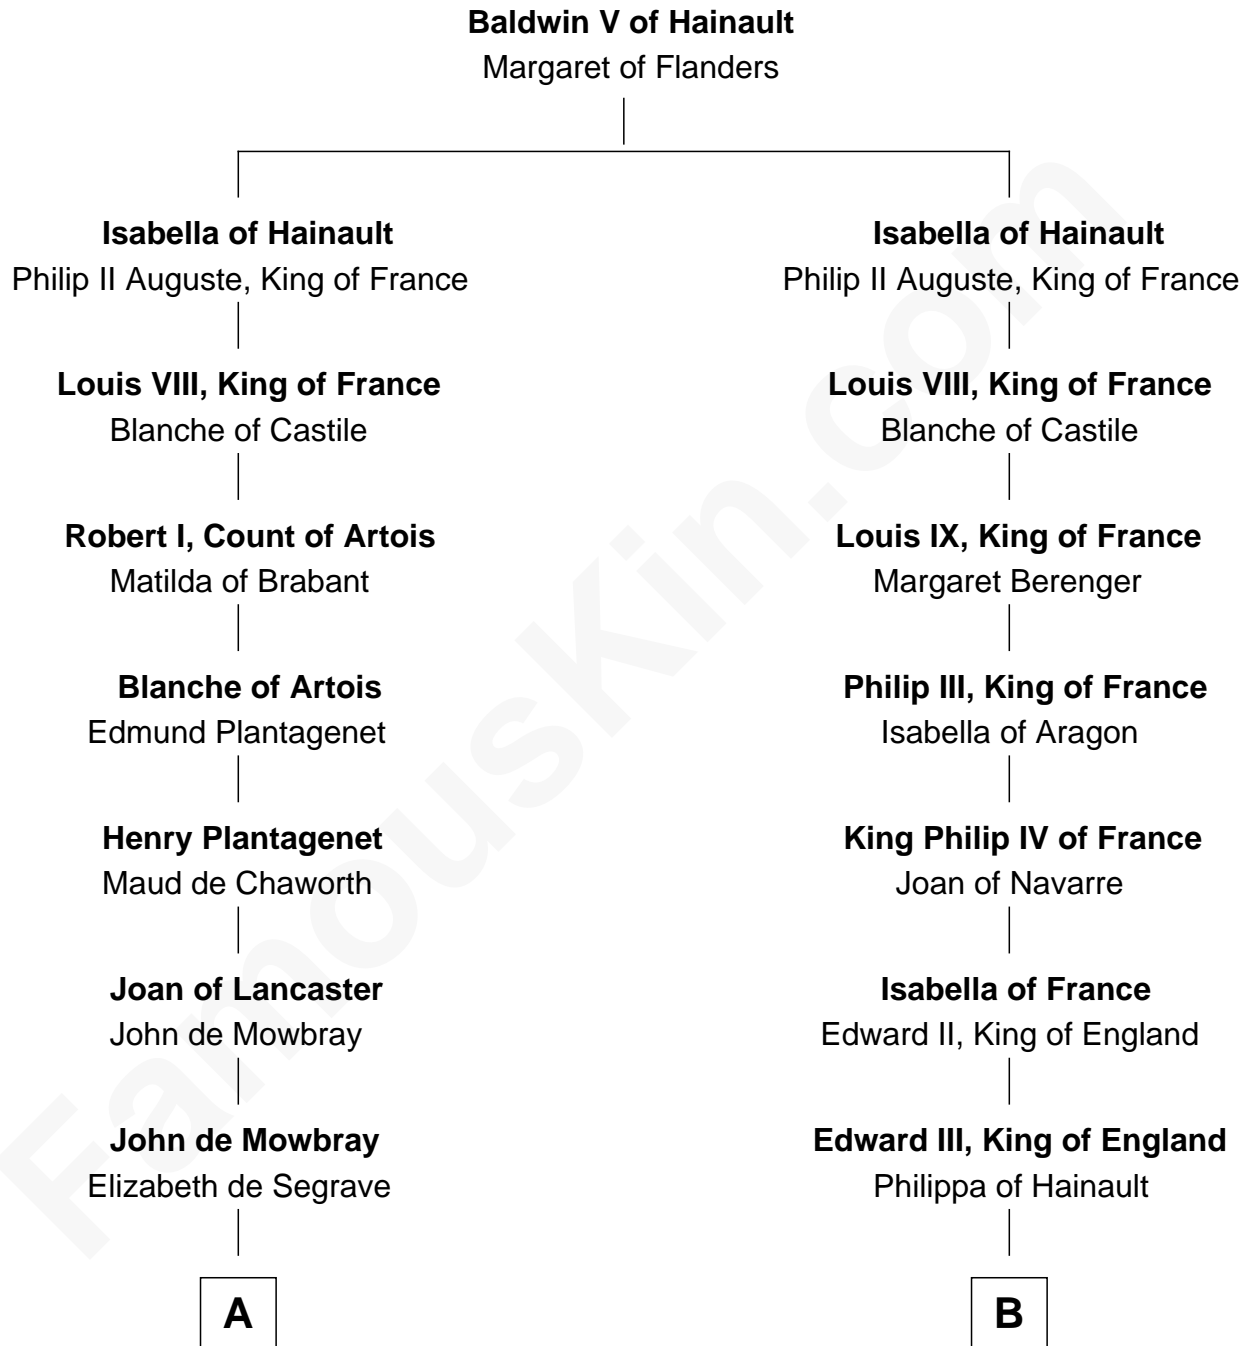 Baldwin V of Hainault
Margaret of Flanders
Isabella of Hainault
Philip II Auguste, King of France
Louis VIII, King of France
Blanche of Castile
Robert I, Count of Artois
Matilda of Brabant
Blanche of Artois
Edmund Plantagenet
Henry Plantagenet
Maud de Chaworth
Joan of Lancaster
John de Mowbray
John de Mowbray
Elizabeth de Segrave
A
Isabella of Hainault
Philip II Auguste, King of France
Louis VIII, King of France
Blanche of Castile
Louis IX, King of France
Margaret Berenger
Philip III, King of France
Isabella of Aragon
King Philip IV of France
Joan of Navarre
Isabella of France
Edward II, King of England
Edward III, King of England
Philippa of Hainault
B
FamousKin.com